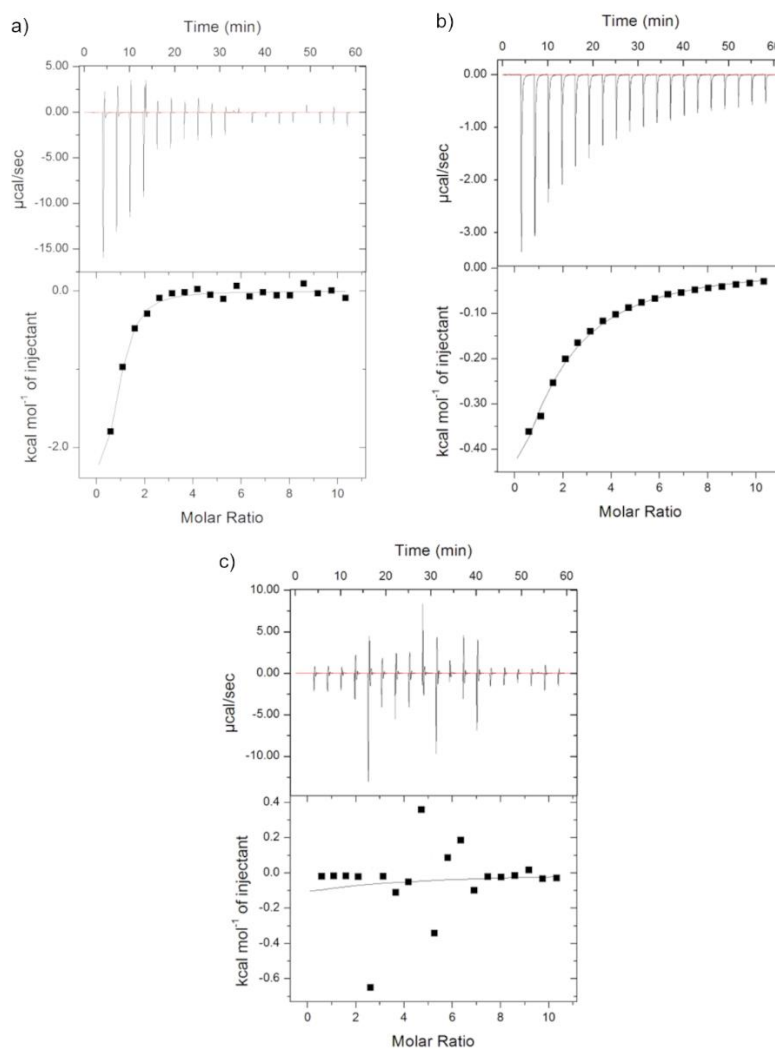 a)
Time (min)
0 10 20 30 40 50 60
5.00
0.00
-5.00
-10.00
-15.00
µcal/sec
0.0
-2.0
kcal mol⁻¹ of injectant
0 2 4 6 8 10
Molar Ratio
b)
Time (min)
0 10 20 30 40 50 60
0.00
-1.00
-2.00
-3.00
µcal/sec
0.00
-0.10
-0.20
-0.30
-0.40
kcal mol⁻¹ of injectant
0 2 4 6 8 10
Molar Ratio
c)
Time (min)
0 10 20 30 40 50 60
10.00
5.00
0.00
-5.00
-10.00
µcal/sec
0.4
0.2
0.0
-0.2
-0.4
-0.6
kcal mol⁻¹ of injectant
0 2 4 6 8 10
Molar Ratio